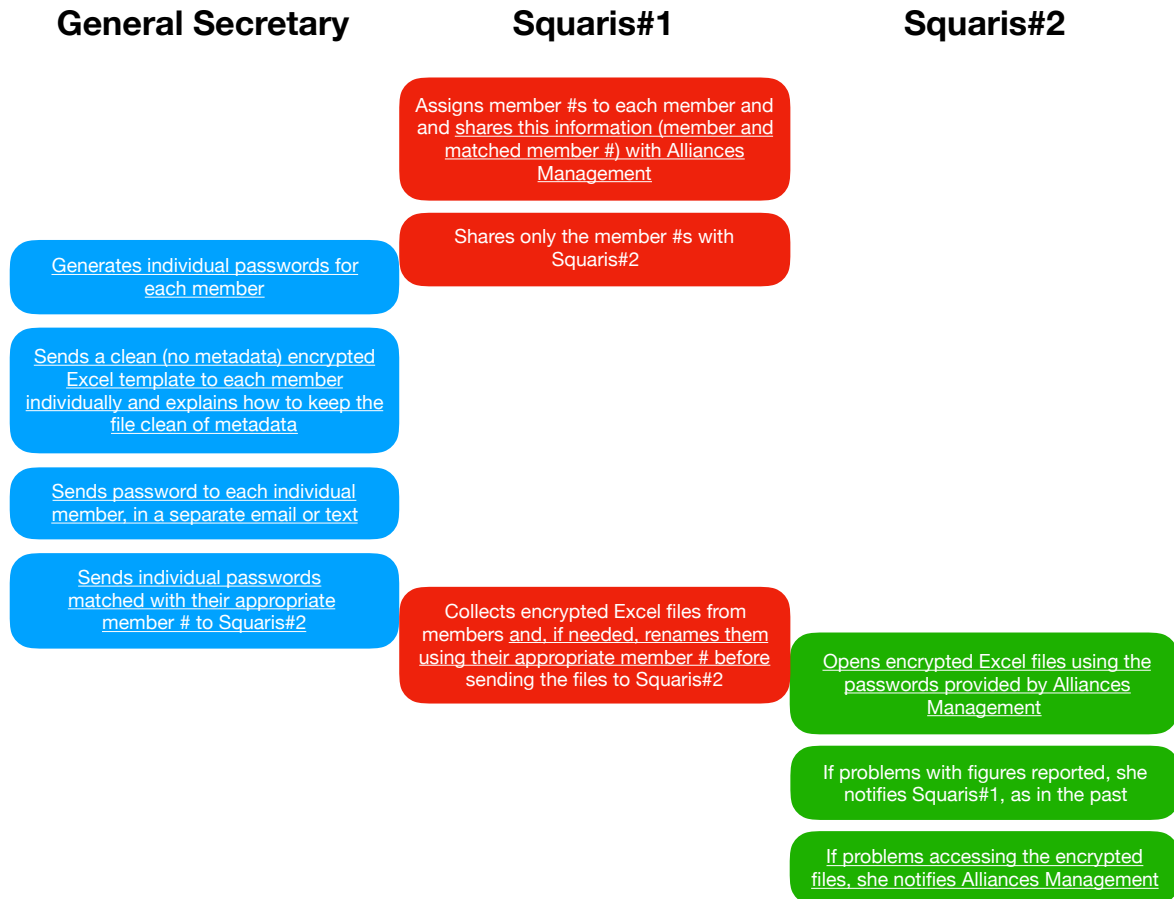 General Secretary
Squaris#1
Squaris#2
Assigns member #s to each member and
and shares this information (member and
matched member #) with Alliances
Management
Shares only the member #s with
Squaris#2
Generates individual passwords for
each member
Sends a clean (no metadata) encrypted
Excel template to each member
individually and explains how to keep the
file clean of metadata
Sends password to each individual
member, in a separate email or text
Sends individual passwords
matched with their appropriate
member # to Squaris#2
Collects encrypted Excel files from
members and, if needed, renames them
using their appropriate member # before
sending the files to Squaris#2
Opens encrypted Excel files using the
passwords provided by Alliances
Management
If problems with figures reported, she
notifies Squaris#1, as in the past
If problems accessing the encrypted
files, she notifies Alliances Management